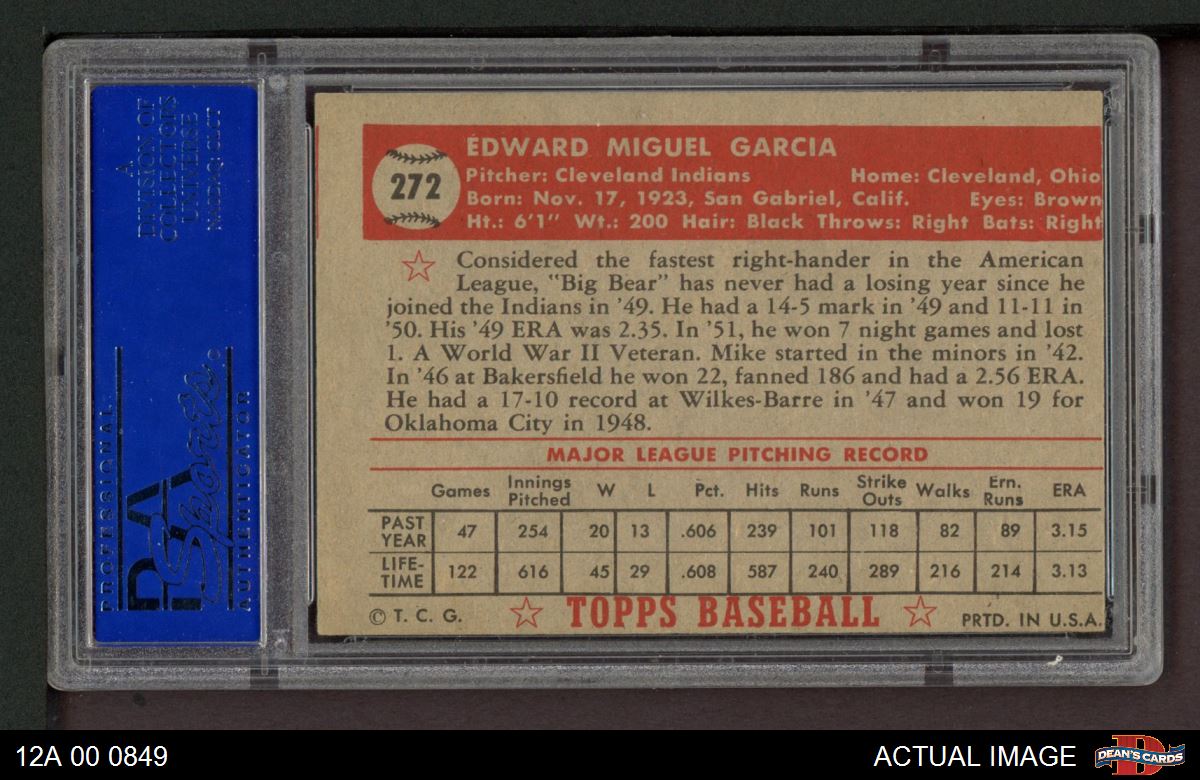 A
DIVISION OF
COLLECTORS
UNIVERSE
NASDAQ: CLCT
PROFESSIONAL
PSA
Sports
AUTHENTICATOR
EDWARD MIGUEL GARCIA
272
Pitcher: Cleveland Indians Home: Cleveland, Ohio
Born: Nov. 17, 1923, San Gabriel, Calif. Eyes: Brown
Ht.: 6'1" Wt.: 200 Hair: Black Throws: Right Bats: Right
Considered the fastest right-hander in the American
League, "Big Bear" has never had a losing year since he
joined the Indians in '49. He had a 14-5 mark in '49 and 11-11 in
'50. His '49 ERA was 2.35. In '51, he won 7 night games and lost
1. A World War II Veteran. Mike started in the minors in '42.
In '46 at Bakersfield he won 22, fanned 186 and had a 2.56 ERA.
He had a 17-10 record at Wilkes-Barre in '47 and won 19 for
Oklahoma City in 1948.
MAJOR LEAGUE PITCHING RECORD
Games Innings Pitched W L Pct. Hits Runs Strike Outs Walks Ern. Runs ERA
PAST YEAR 47 254 20 13 .606 239 101 118 82 89 3.15
LIFE-TIME 122 616 45 29 .608 587 240 289 216 214 3.13
© T. C. G. TOPPS BASEBALL PRTD. IN U.S.A.
12A 00 0849 ACTUAL IMAGE
D
DEAN'S CARDS